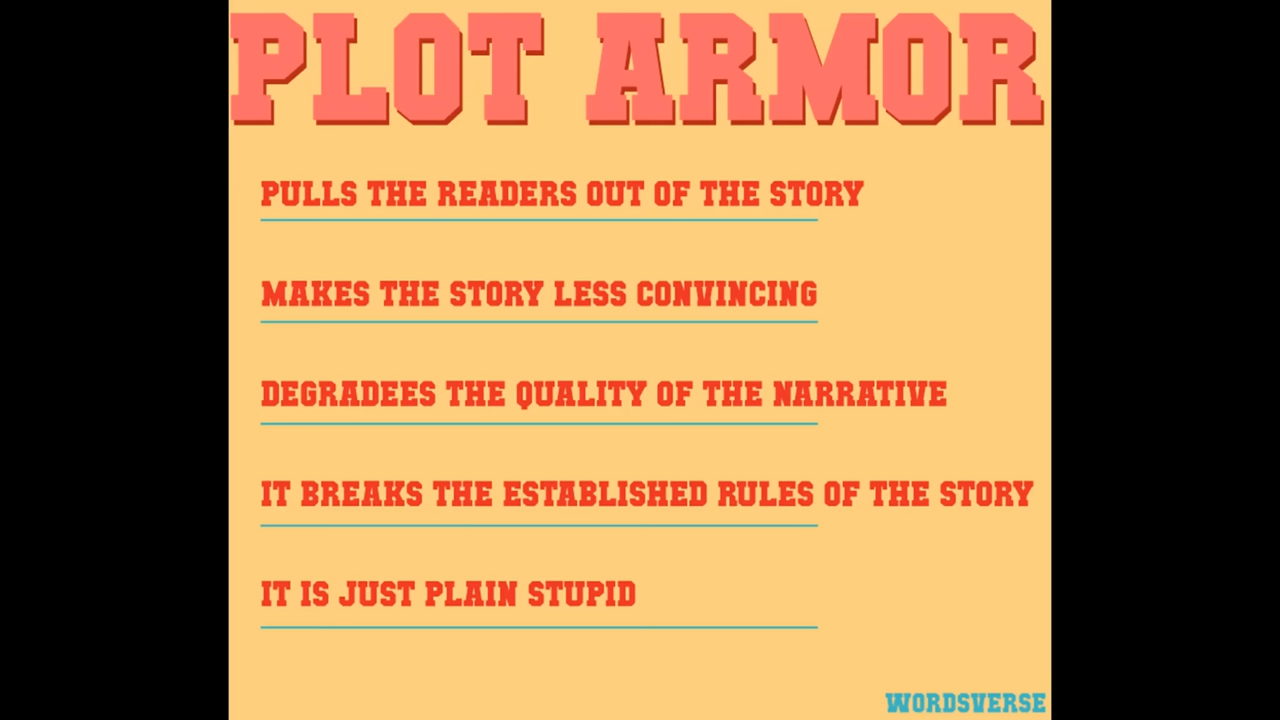 PLOT ARMOR
PULLS THE READERS OUT OF THE STORY
MAKES THE STORY LESS CONVINCING
DEGRADEES THE QUALITY OF THE NARRATIVE
IT BREAKS THE ESTABLISHED RULES OF THE STORY
IT IS JUST PLAIN STUPID
WORDSVERSE